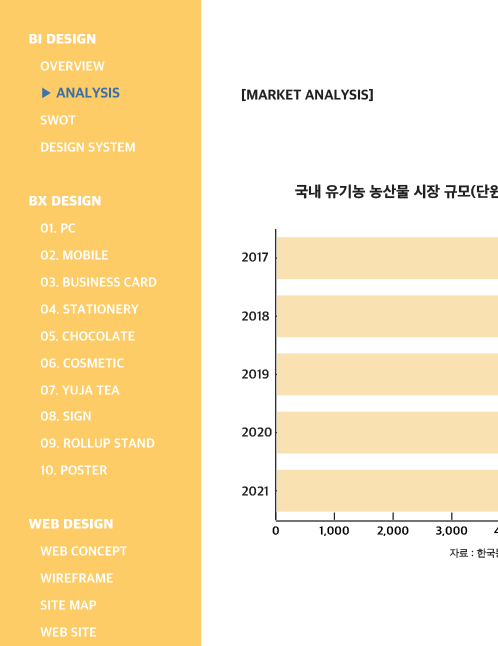 BI DESIGN
OVERVIEW
▶ ANALYSIS
SWOT
DESIGN SYSTEM
BX DESIGN
01. PC
02. MOBILE
03. BUSINESS CARD
04. STATIONERY
05. CHOCOLATE
06. COSMETIC
07. YUJA TEA
08. SIGN
09. ROLLUP STAND
10. POSTER
WEB DESIGN
WEB CONCEPT
WIREFRAME
SITE MAP
WEB SITE
[MARKET ANALYSIS]
국내 유기농 농산물 시장 규모(단위
2017
2018
2019
2020
2021
0 1,000 2,000 3,000
자료 : 한국